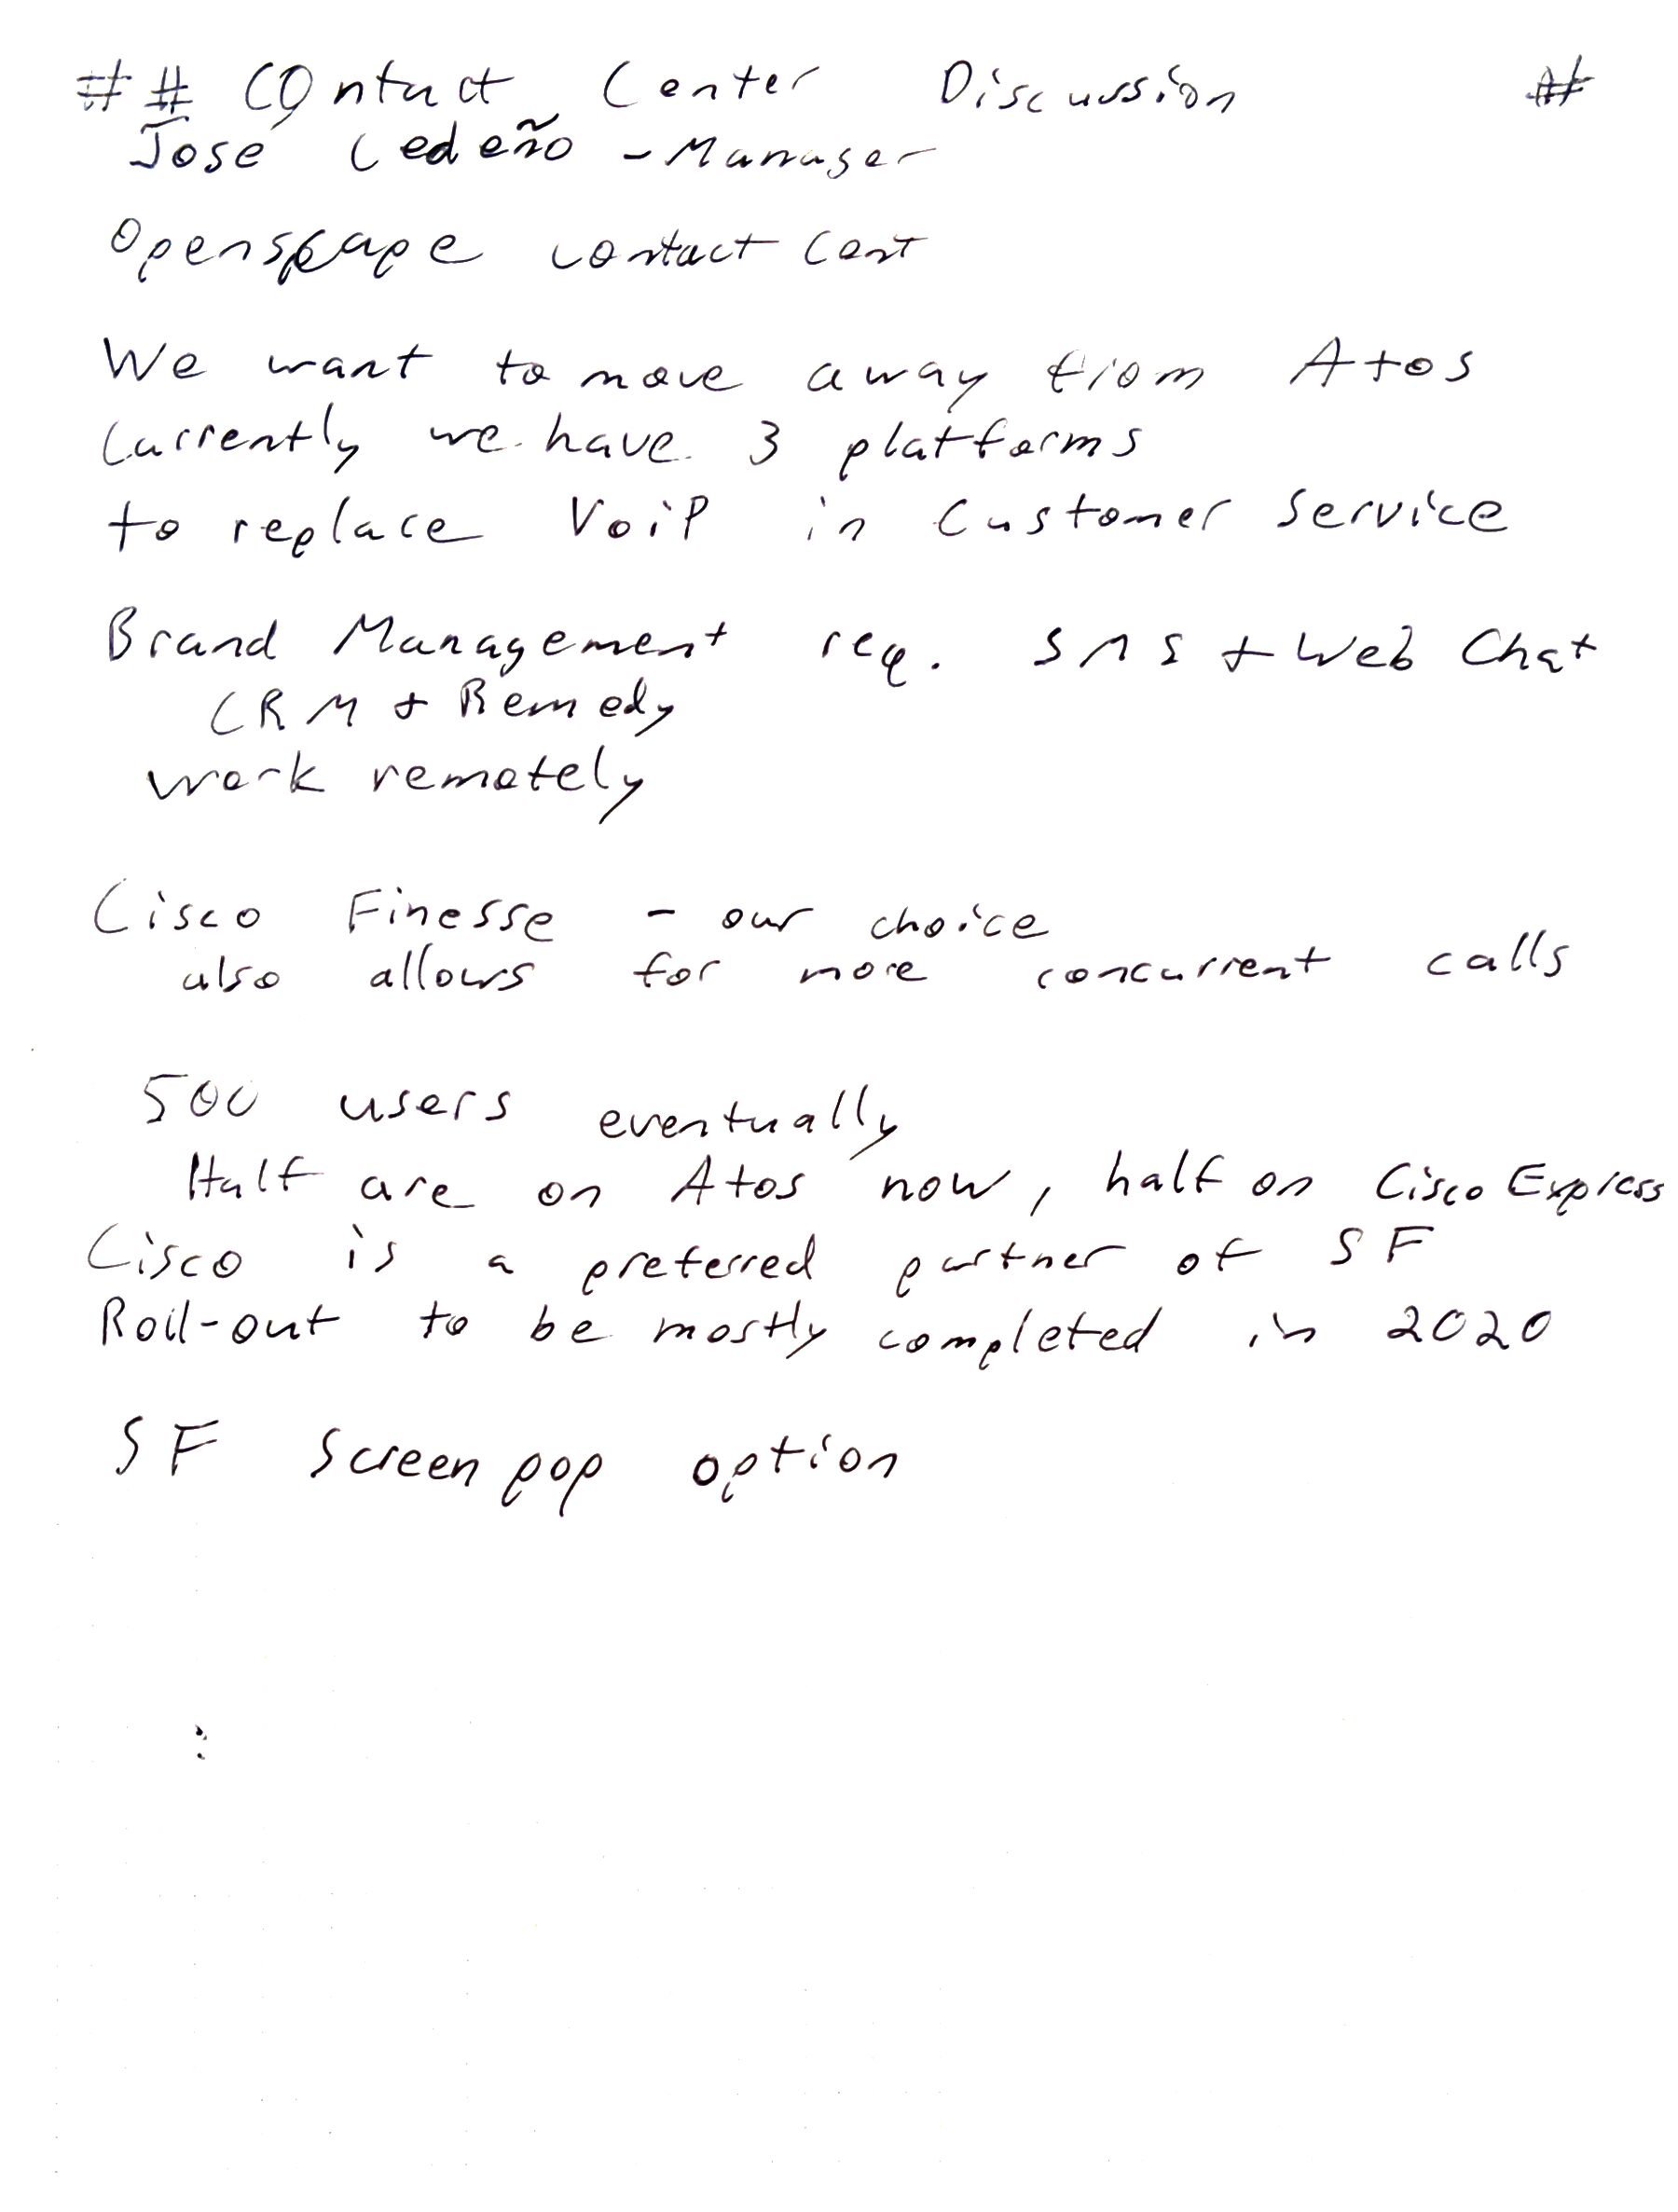 ## Contact Center Discussion #
José Cedeño - Manager
Openscape contact cent
We want to move away from Atos
Currently we have 3 platforms
to replace VoiP in Customer Service
Brand Management req. SMS + Web Chat
CRM + Remedy
work remotely
Cisco Finesse - our choice
also allows for more concurrent calls
500 users eventually
Half are on Atos now, half on Cisco Express
Cisco is a preferred partner of SF
Roll-out to be mostly completed in 2020
SF Screen pop option